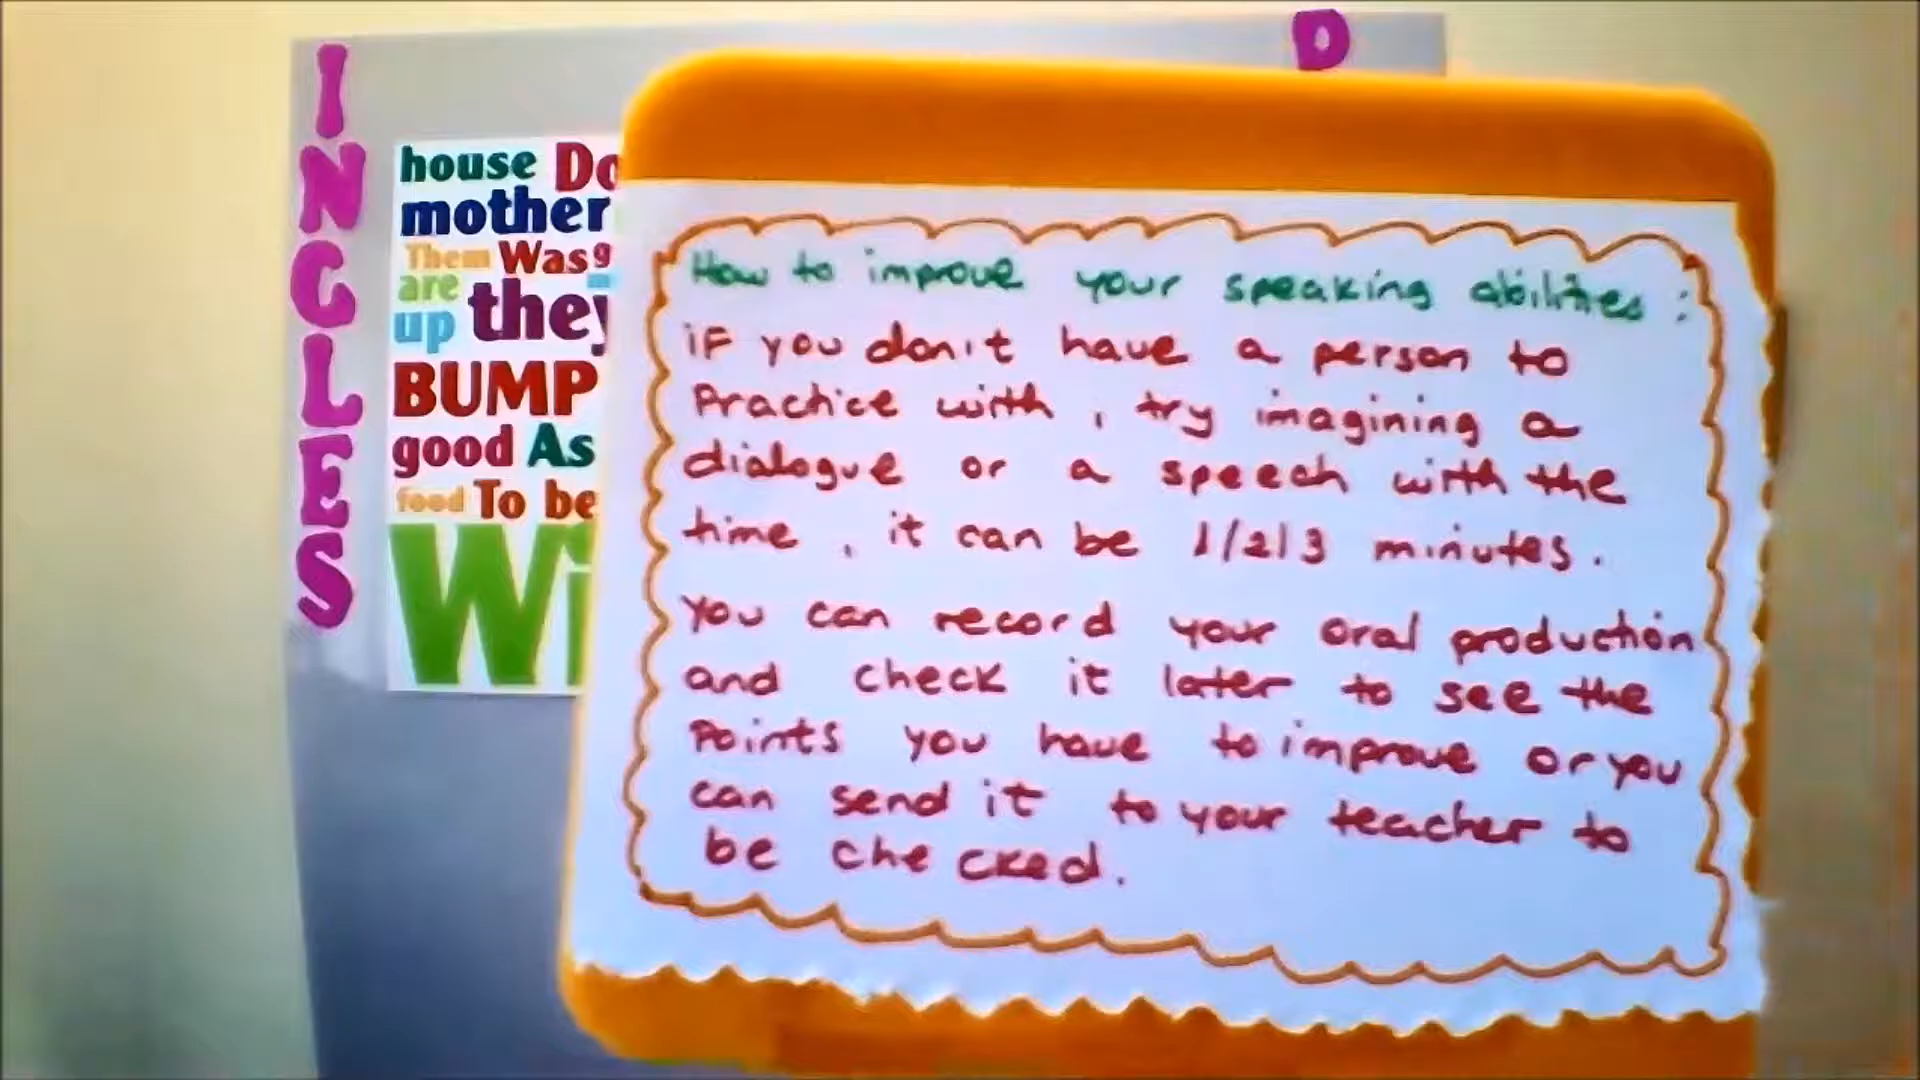 INGLES
D
house Do
mother
Them Was g
are they
up
BUMP
good As
food To be
Wi
How to improve your speaking abilities:
iF you don't have a person to
Practice with, try imagining a
dialogue or a speech with the
time, it can be 1/2/3 minutes.
You can record your oral production
and check it later to see the
Points you have to improve or you
can send it to your teacher to
be checked.